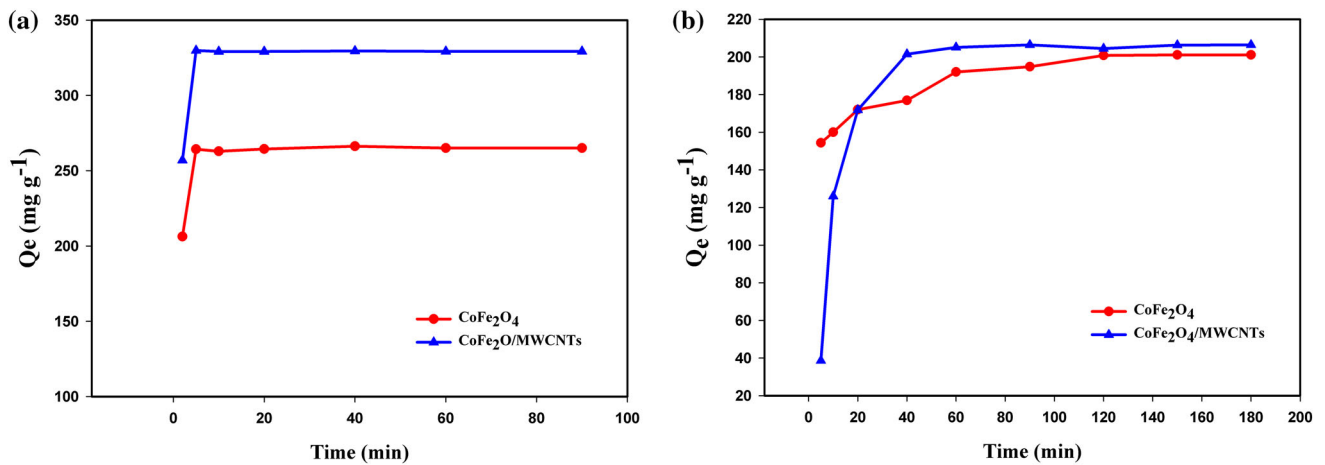 (a)
350
300
250
200
150
100
Qe (mg g⁻¹)
CoFe₂O₄
CoFe₂O/MWCNTs
0 20 40 60 80 100
Time (min)
(b)
220
200
180
160
140
120
100
80
60
40
20
Qe (mg g⁻¹)
CoFe₂O₄
CoFe₂O₄/MWCNTs
0 20 40 60 80 100 120 140 160 180 200
Time (min)